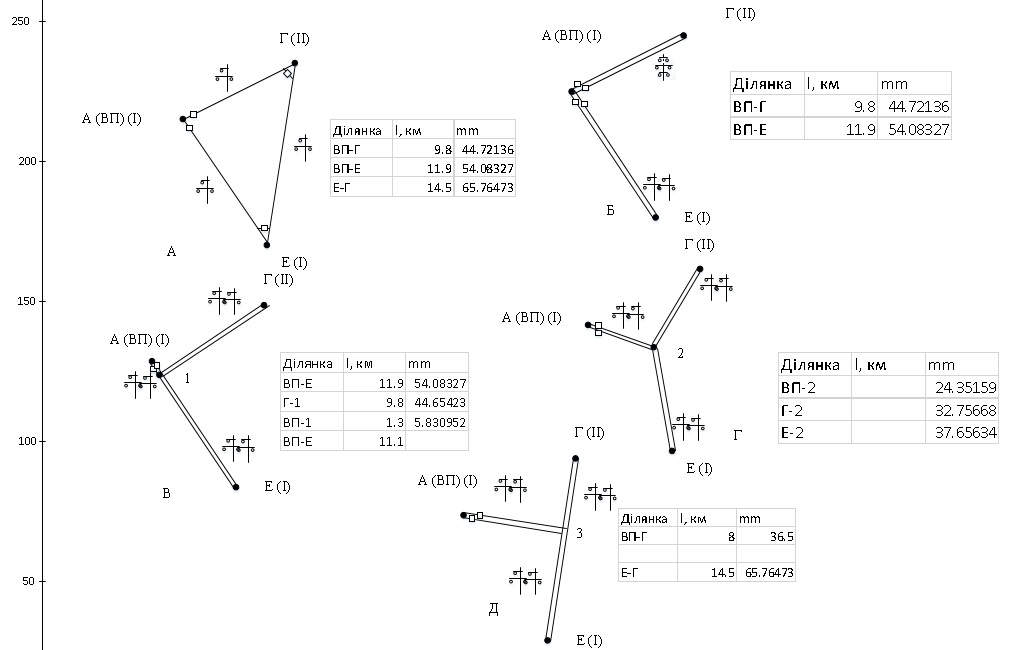 250
200
150
100
50
Г (II)
А (ВП) (I)
Е (I)
А
Ділянка l, км mm
ВП-Г 9.8 44.72136
ВП-Е 11.9 54.08327
Е-Г 14.5 65.76473
Г (II)
А (ВП) (I)
Б
Е (I)
Ділянка l, км mm
ВП-Г 9.8 44.72136
ВП-Е 11.9 54.08327
Г (II)
А (ВП) (I)
1
Е (I)
В
Ділянка l, км mm
ВП-Е 11.9 54.08327
Г-1 9.8 44.65423
ВП-1 1.3 5.830952
ВП-Е 11.1
Г (II)
А (ВП) (I)
2
Г
Е (I)
Ділянка l, км mm
ВП-2 24.35159
Г-2 32.75668
Е-2 37.65634
Г (II)
А (ВП) (I)
3
Д
Е (I)
Ділянка l, км mm
ВП-Г 8 36.5
Е-Г 14.5 65.76473